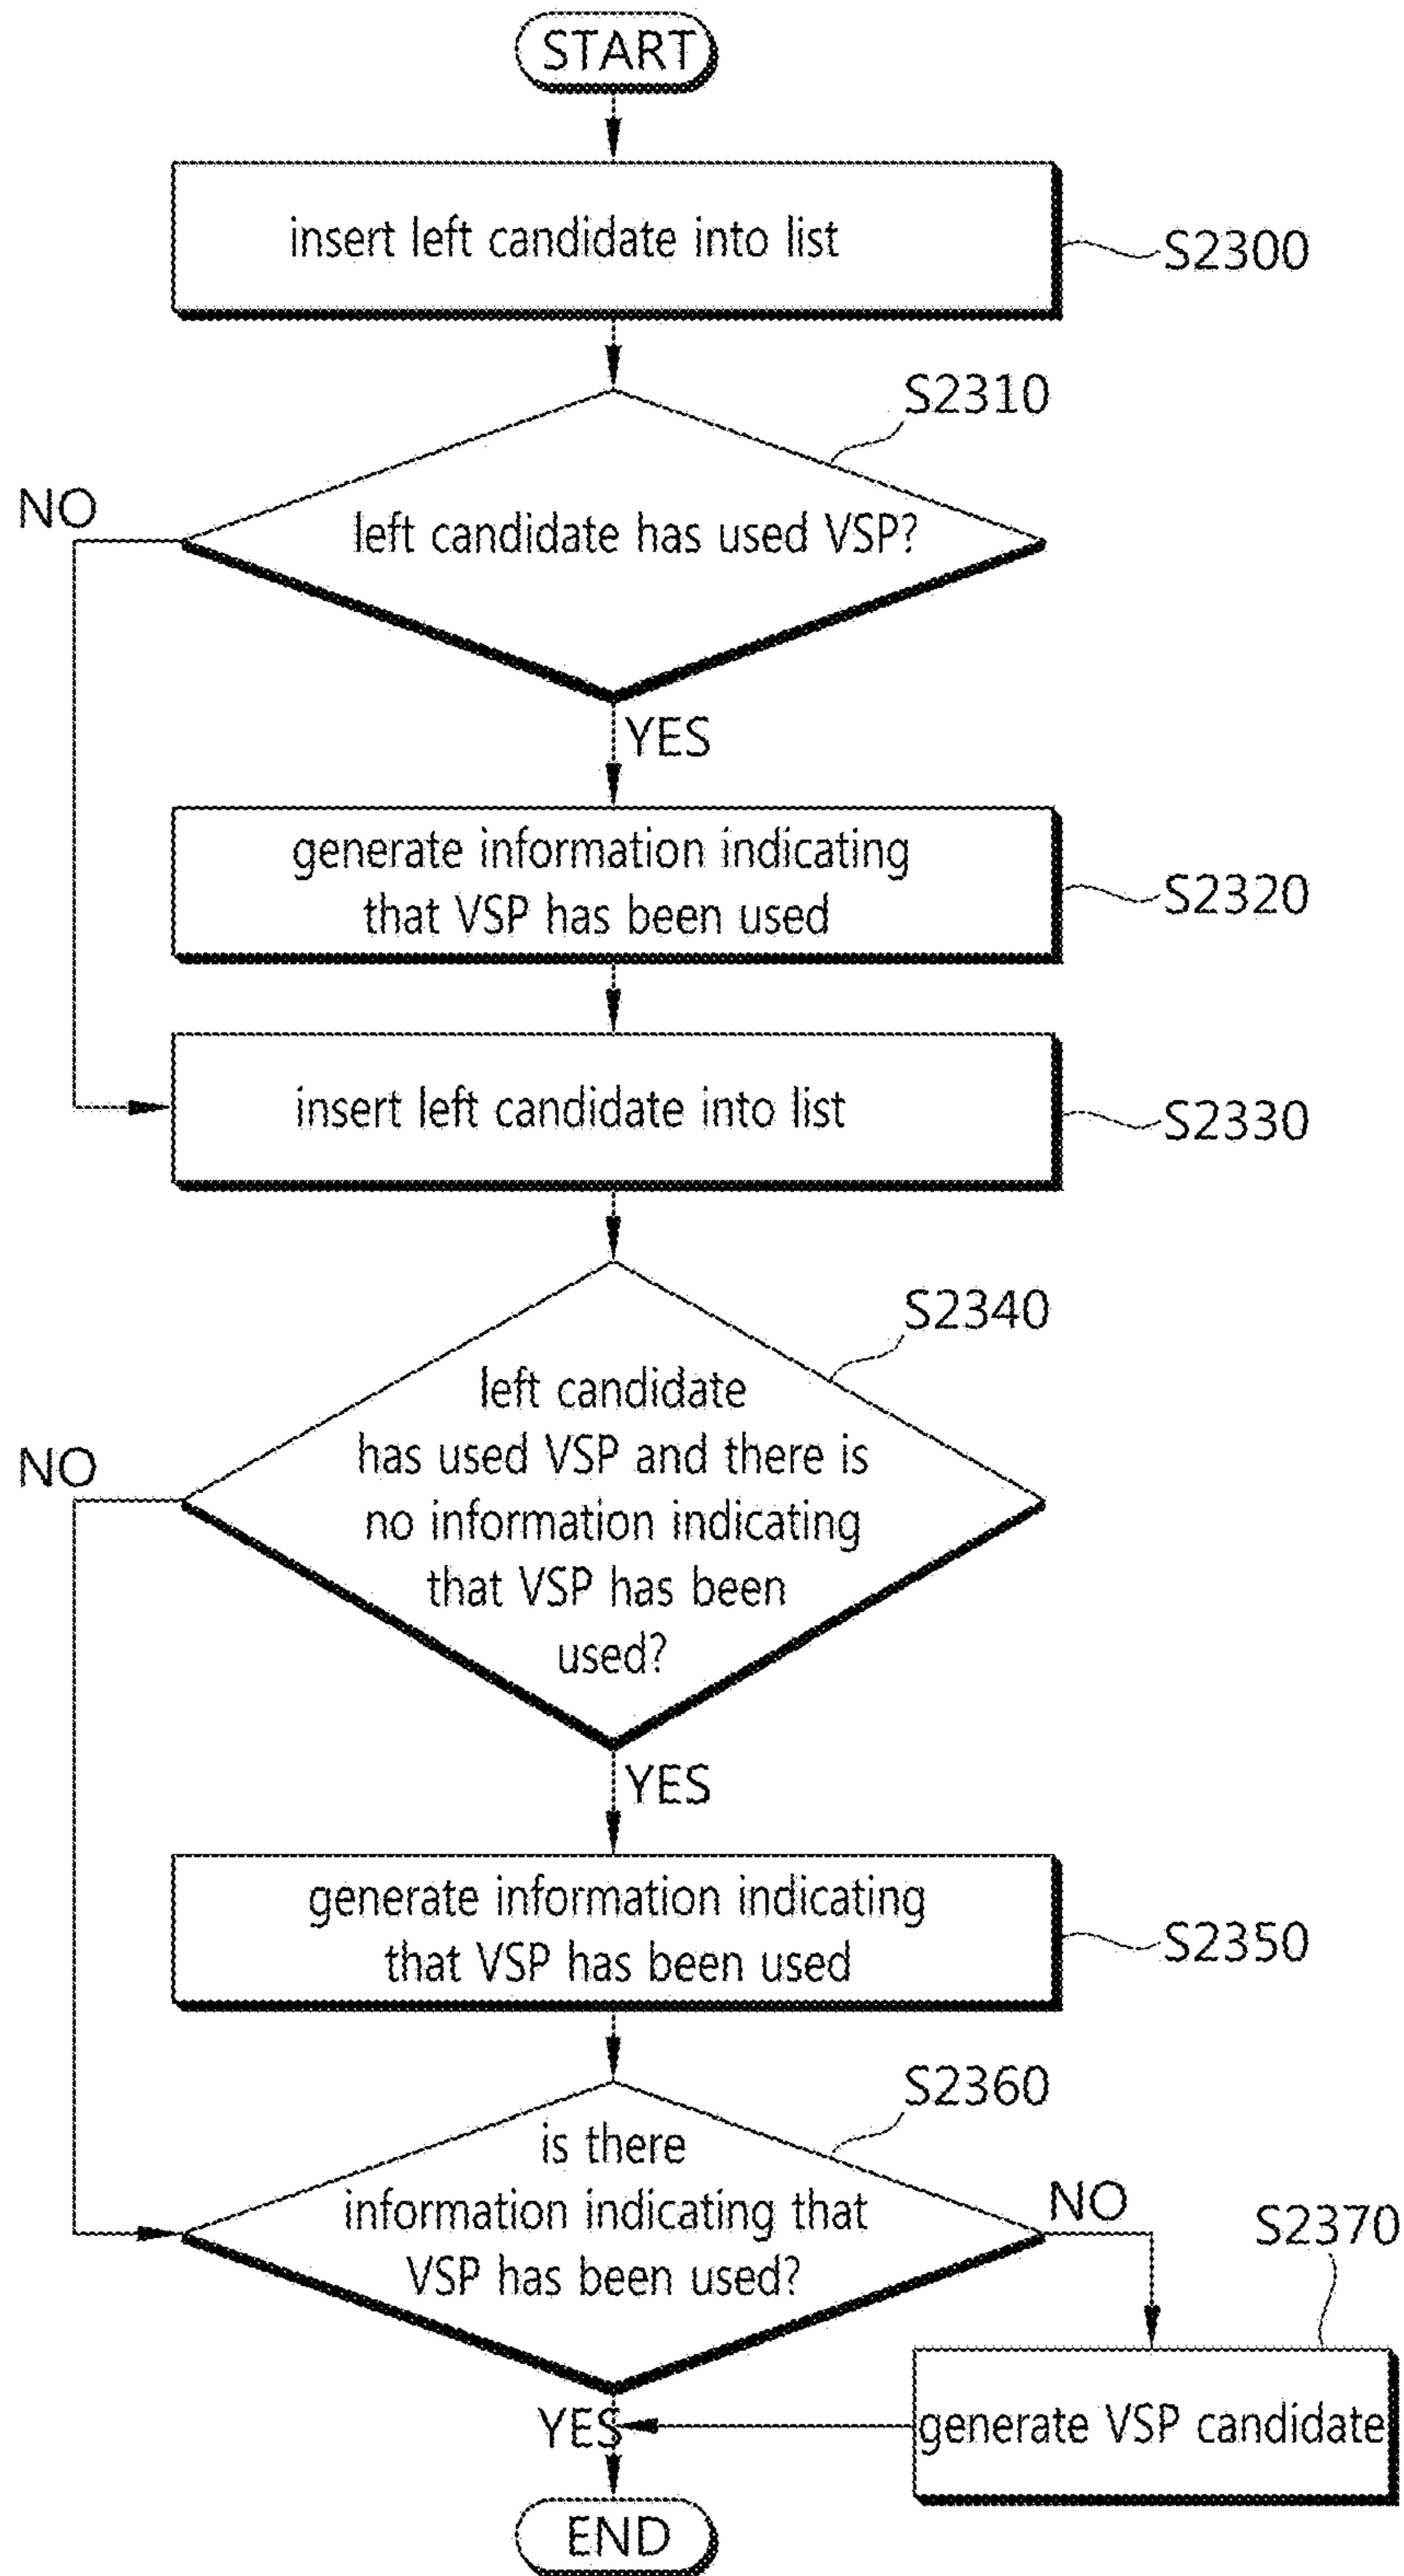 START
insert left candidate into list
S2300
S2310
NO
left candidate has used VSP?
YES
generate information indicating
that VSP has been used
S2320
insert left candidate into list
S2330
S2340
left candidate
has used VSP and there is
no information indicating
that VSP has been
used?
NO
YES
generate information indicating
that VSP has been used
S2350
S2360
is there
information indicating that
VSP has been used?
NO
S2370
generate VSP candidate
YES
END